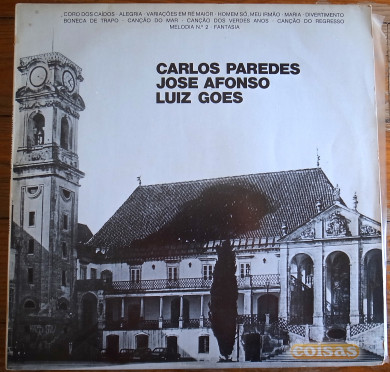 CORO DOS CAÍDOS · ALEGRIA · VARIAÇÕES EM RÉ MAIOR · HOMEM SÓ, MEU IRMÃO · MARIA · DIVERTIMENTO
BONECA DE TRAPO · CANÇÃO DO MAR · CANÇÃO DOS VERDES ANOS · CANÇÃO DO REGRESSO
MELODIA N.º 2 · FANTASIA
CARLOS PAREDES
JOSE AFONSO
LUIZ GOES
coisas